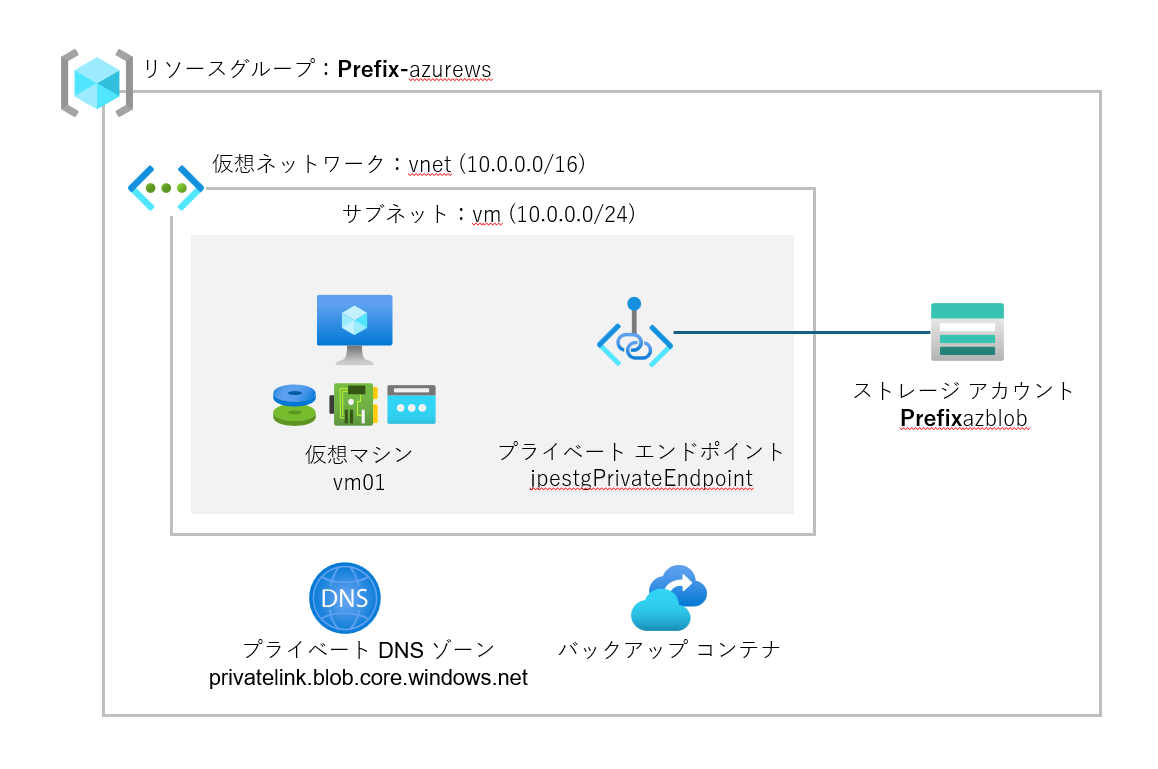 リソースグループ：Prefix-azurews
仮想ネットワーク：vnet (10.0.0.0/16)
サブネット：vm (10.0.0.0/24)
仮想マシン
vm01
プライベート エンドポイント
jpestgPrivateEndpoint
ストレージ アカウント
Prefixazblob
DNS
プライベート DNS ゾーン
privatelink.blob.core.windows.net
バックアップ コンテナ